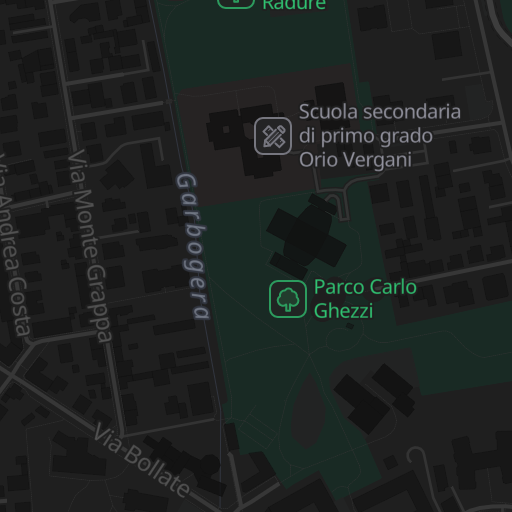 Radure
Scuola secondaria
di primo grado
Orio Vergani
Garbogera
Via Monte Grappa
Via Andrea Costa
Parco Carlo
Ghezzi
Via Bollate